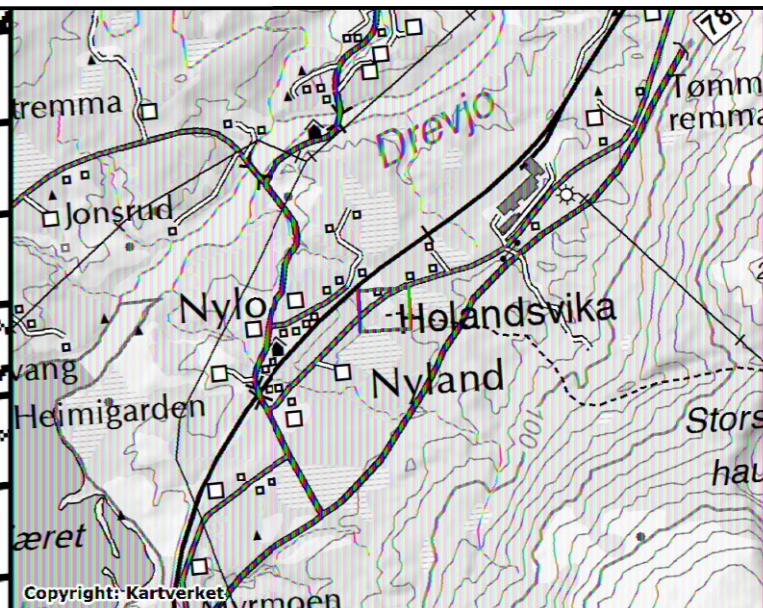 78
Tømm
remma
tremma
Drevjo
Jonsrud
Nylo
Holandsvika
vang
Nyland
Heimigarden
100
Stors
hau
æret
Copyright: Kartverket
Myrmoen